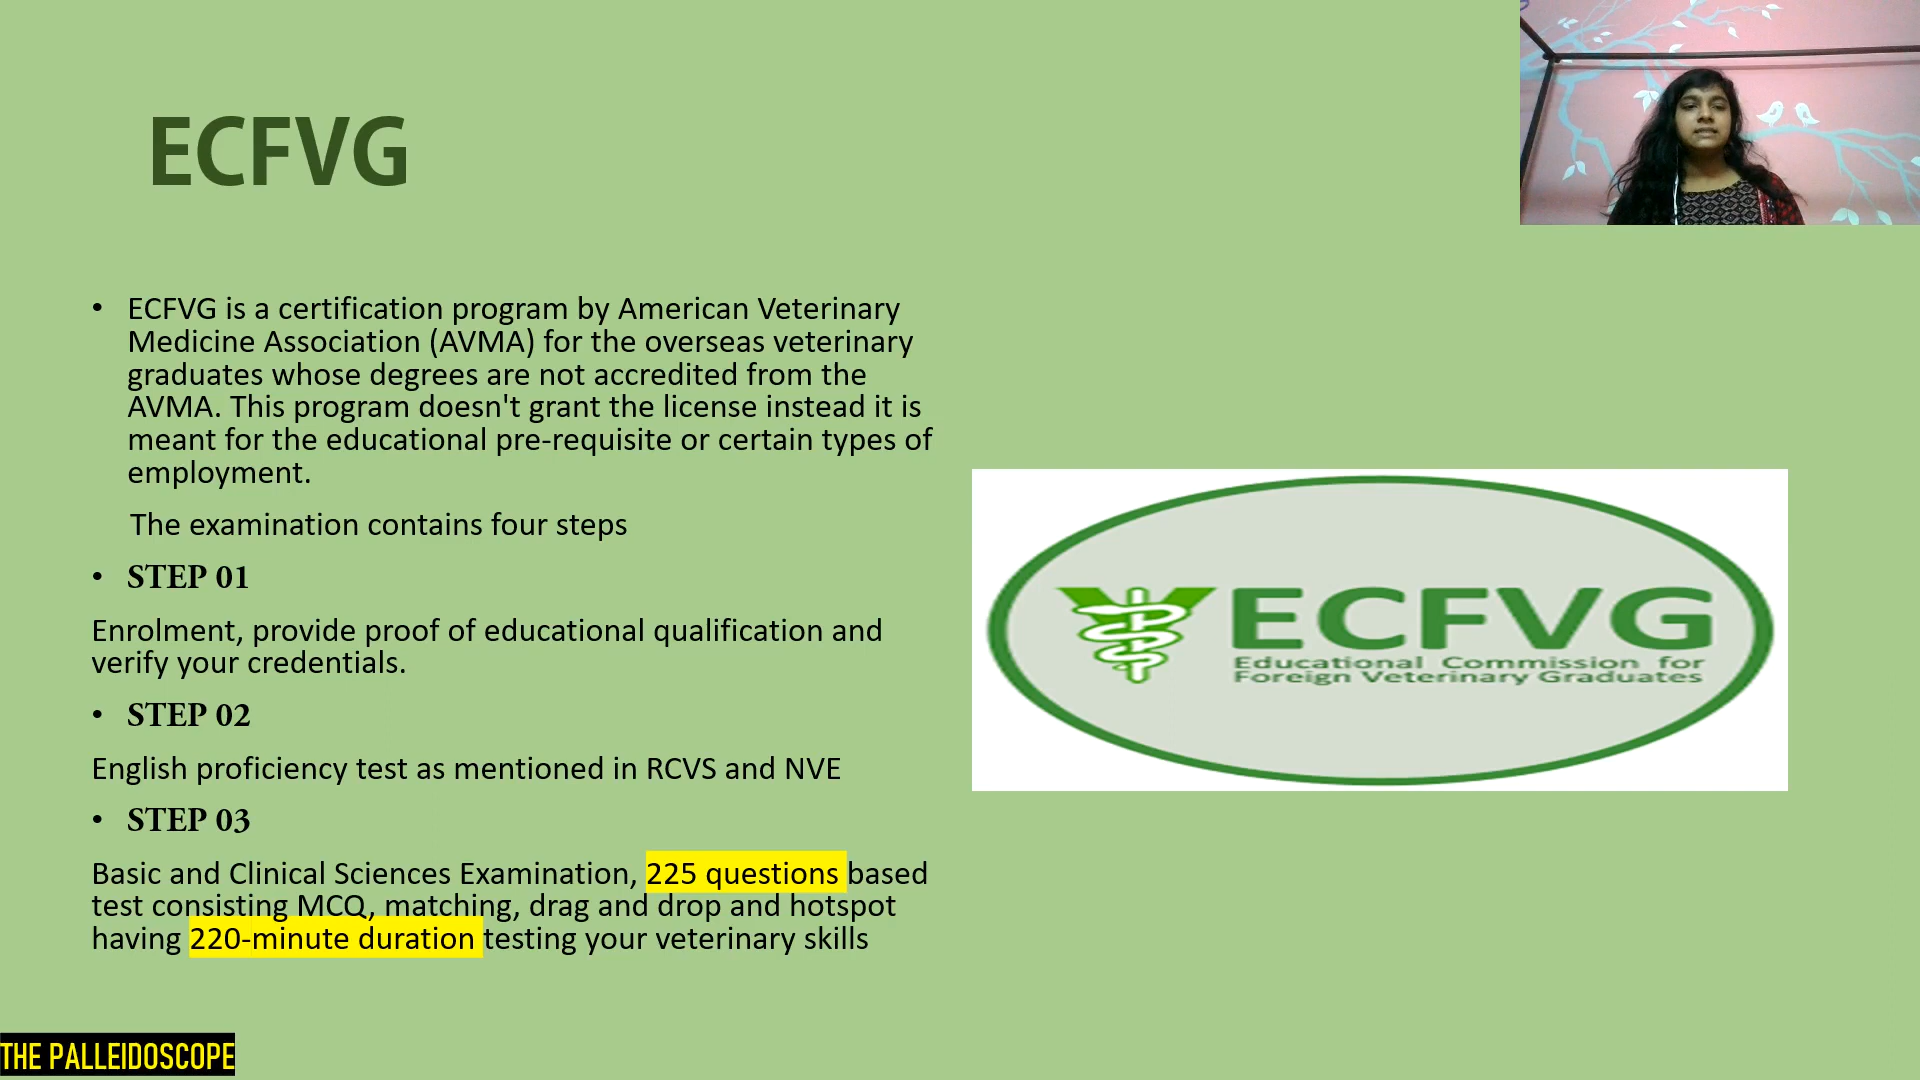 ECFVG
• ECFVG is a certification program by American Veterinary
Medicine Association (AVMA) for the overseas veterinary
graduates whose degrees are not accredited from the
AVMA. This program doesn't grant the license instead it is
meant for the educational pre-requisite or certain types of
employment.
The examination contains four steps
• STEP 01
Enrolment, provide proof of educational qualification and
verify your credentials.
• STEP 02
English proficiency test as mentioned in RCVS and NVE
• STEP 03
Basic and Clinical Sciences Examination, 225 questions based
test consisting MCQ, matching, drag and drop and hotspot
having 220-minute duration testing your veterinary skills
ECFVG
Educational Commission for
Foreign Veterinary Graduates
THE PALLEIDOSCOPE